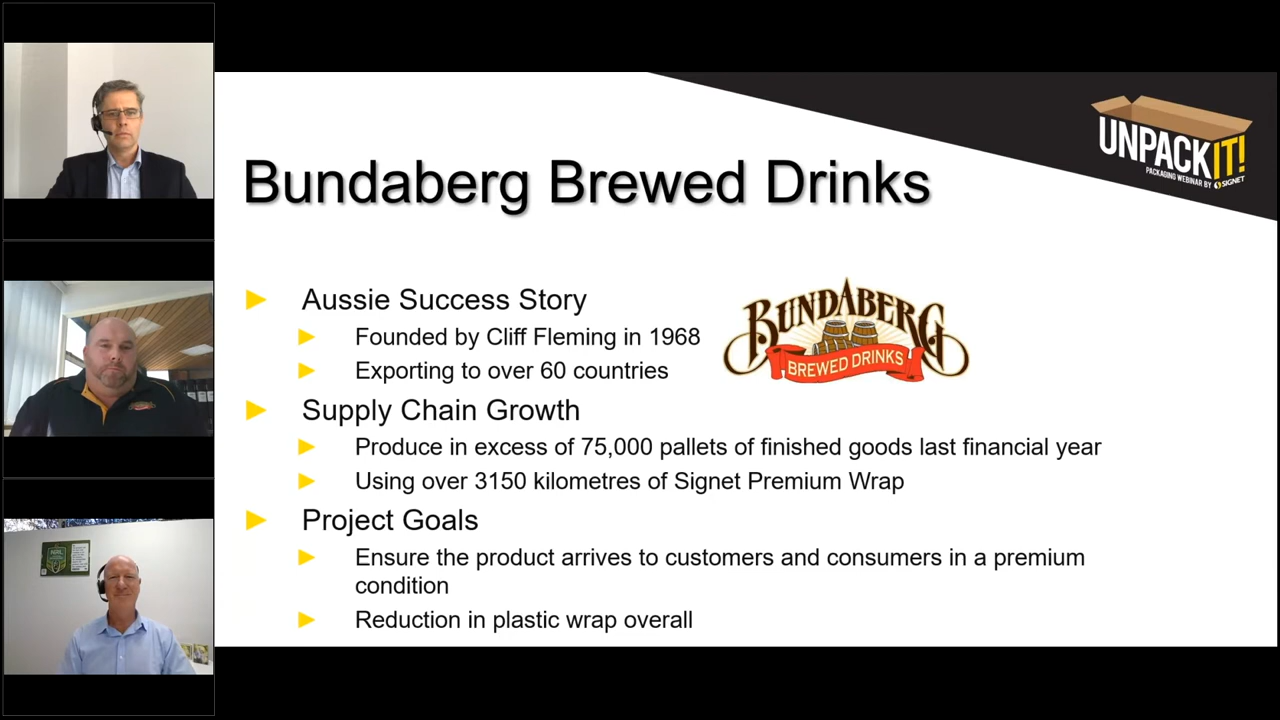 UNPACKIT!
PACKAGING WEBINAR BY SIGNET
Bundaberg Brewed Drinks
Aussie Success Story
Founded by Cliff Fleming in 1968
Exporting to over 60 countries
BUNDABERG
BREWED DRINKS
Supply Chain Growth
Produce in excess of 75,000 pallets of finished goods last financial year
Using over 3150 kilometres of Signet Premium Wrap
Project Goals
Ensure the product arrives to customers and consumers in a premium
condition
Reduction in plastic wrap overall